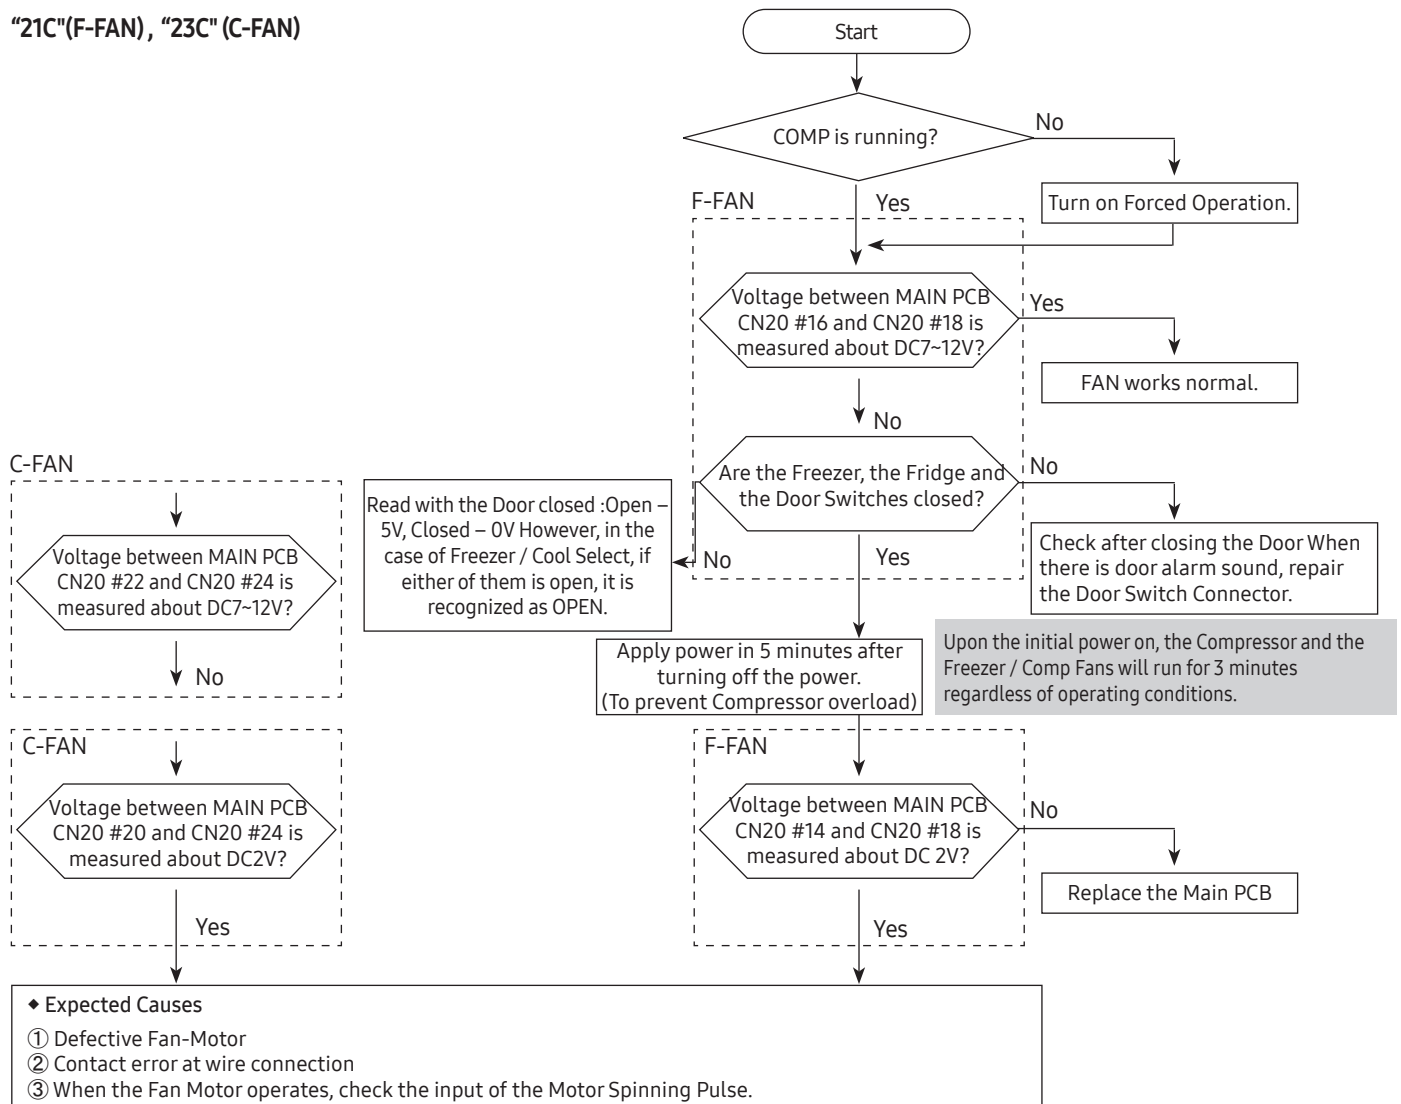 “21C"(F-FAN) , “23C" (C-FAN)
Start
COMP is running?
No
Turn on Forced Operation.
F-FAN
Yes
Voltage between MAIN PCB
CN20 #16 and CN20 #18 is
measured about DC7~12V?
Yes
FAN works normal.
No
Are the Freezer, the Fridge and
the Door Switches closed?
No
Check after closing the Door When
there is door alarm sound, repair
the Door Switch Connector.
No
Read with the Door closed :Open –
5V, Closed – 0V However, in the
case of Freezer / Cool Select, if
either of them is open, it is
recognized as OPEN.
Yes
C-FAN
Voltage between MAIN PCB
CN20 #22 and CN20 #24 is
measured about DC7~12V?
No
Apply power in 5 minutes after
turning off the power.
(To prevent Compressor overload)
Upon the initial power on, the Compressor and the
Freezer / Comp Fans will run for 3 minutes
regardless of operating conditions.
C-FAN
Voltage between MAIN PCB
CN20 #20 and CN20 #24 is
measured about DC2V?
Yes
F-FAN
Voltage between MAIN PCB
CN20 #14 and CN20 #18 is
measured about DC 2V?
No
Replace the Main PCB
Yes
◆ Expected Causes
① Defective Fan-Motor
② Contact error at wire connection
③ When the Fan Motor operates, check the input of the Motor Spinning Pulse.